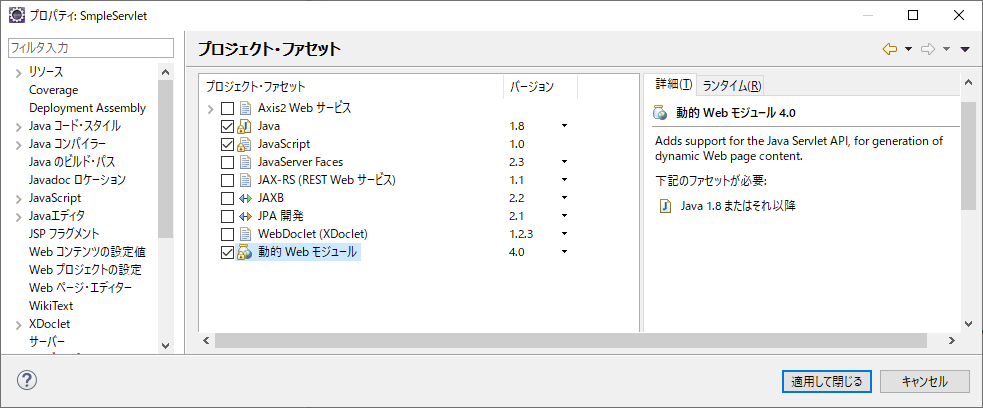 プロパティ: SmpleServlet
フィルタ入力
リソース
Coverage
Deployment Assembly
Java コード・スタイル
Java コンパイラー
Java のビルド・パス
Javadoc ロケーション
JavaScript
Javaエディタ
JSP フラグメント
Web コンテンツの設定値
Web プロジェクトの設定
Web ページ・エディター
WikiText
XDoclet
サーバー
プロジェクト・ファセット
プロジェクト・ファセット バージョン
Axis2 Web サービス
Java 1.8
JavaScript 1.0
JavaServer Faces 2.3
JAX-RS (REST Web サービス) 1.1
JAXB 2.2
JPA 開発 2.1
WebDoclet (XDoclet) 1.2.3
動的 Web モジュール 4.0
詳細(T) ランタイム(R)
動的 Web モジュール 4.0
Adds support for the Java Servlet API, for generation of
dynamic Web page content.
下記のファセットが必要:
Java 1.8 またはそれ以降
適用して閉じる キャンセル